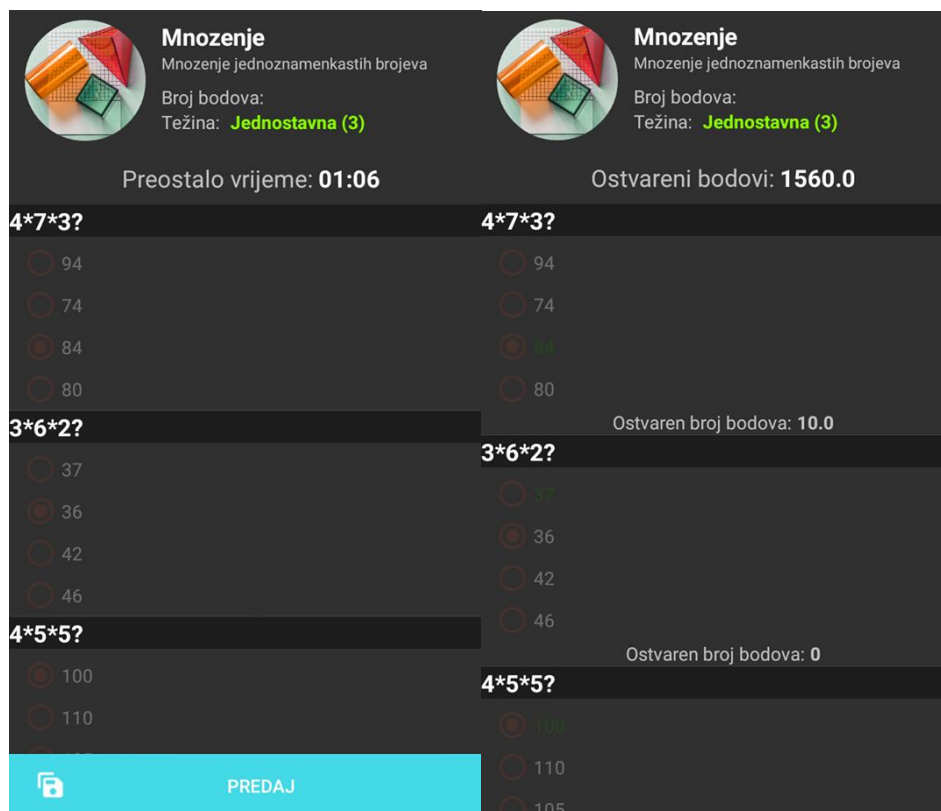 Mnozenje
Mnozenje jednoznamenkastih brojeva
Broj bodova:
Težina: Jednostavna (3)
Preostalo vrijeme: 01:06
4*7*3?
94
74
84
80
3*6*2?
37
36
42
46
4*5*5?
100
110
PREDAJ
Mnozenje
Mnozenje jednoznamenkastih brojeva
Broj bodova:
Težina: Jednostavna (3)
Ostvareni bodovi: 1560.0
4*7*3?
94
74
84
80
Ostvaren broj bodova: 10.0
3*6*2?
37
36
42
46
Ostvaren broj bodova: 0
4*5*5?
100
110
105